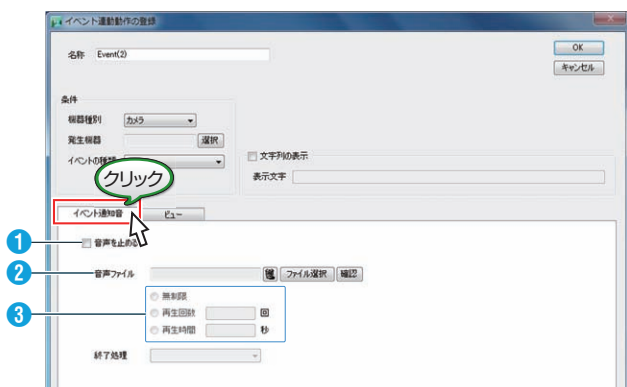 イベント連動動作の登録
名称 Event(2)
OK
キャンセル
条件
機器種別 カメラ
発生機器 選択
イベントの種類
文字列の表示
表示文字
クリック
イベント通知音 ビュー
1 音声を止める
2 音声ファイル ファイル選択 確認
3 無制限
再生回数 回
再生時間 秒
終了処理